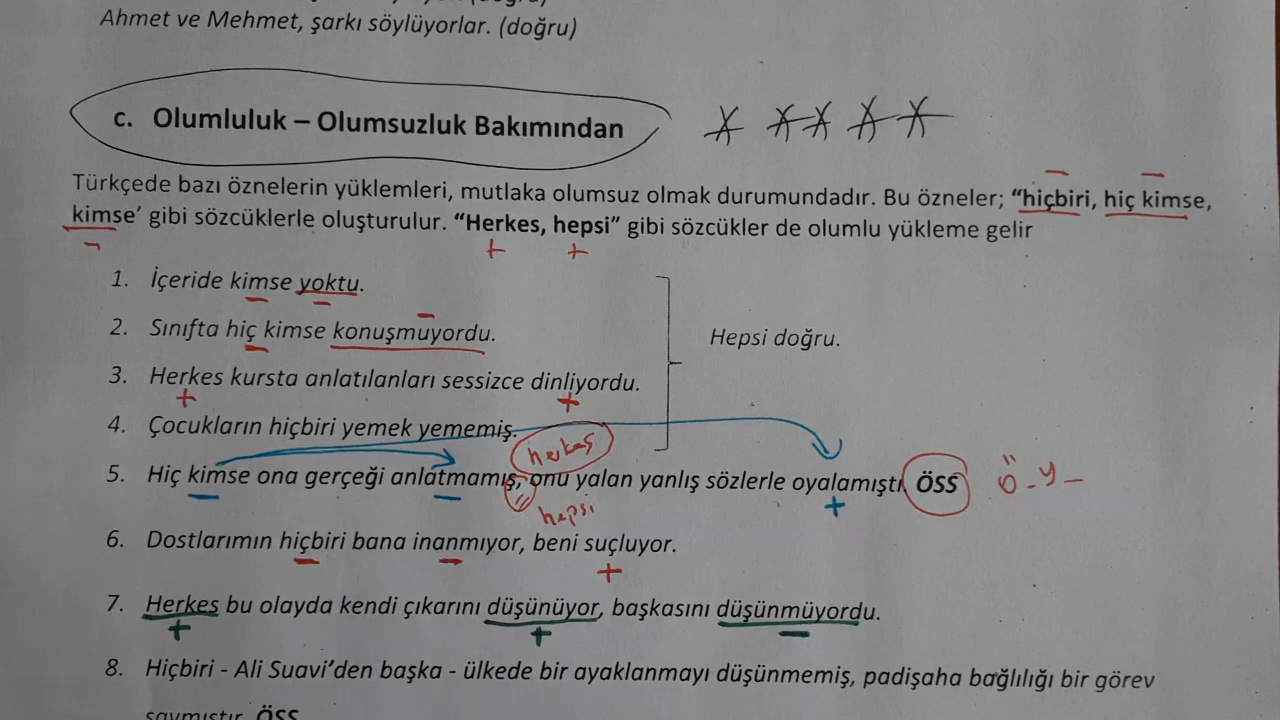 Ahmet ve Mehmet, şarkı söylüyorlar. (doğru)
c. Olumluluk – Olumsuzluk Bakımından
Türkçede bazı öznelerin yüklemleri, mutlaka olumsuz olmak durumundadır. Bu özneler; “hiçbiri, hiç kimse,
kimse’ gibi sözcüklerle oluşturulur. “Herkes, hepsi” gibi sözcükler de olumlu yükleme gelir
1. İçeride kimse yoktu.
2. Sınıfta hiç kimse konuşmuyordu.
Hepsi doğru.
3. Herkes kursta anlatılanları sessizce dinliyordu.
4. Çocukların hiçbiri yemek yememiş.
herkes
5. Hiç kimse ona gerçeği anlatmamış, onu yalan yanlış sözlerle oyalamıştı ÖSS Ö - y -
hepsi
6. Dostlarımın hiçbiri bana inanmıyor, beni suçluyor.
7. Herkes bu olayda kendi çıkarını düşünüyor, başkasını düşünmüyordu.
8. Hiçbiri - Ali Suavi’den başka - ülkede bir ayaklanmayı düşünmemiş, padişaha bağlılığı bir görev
saymıştır. ÖSS